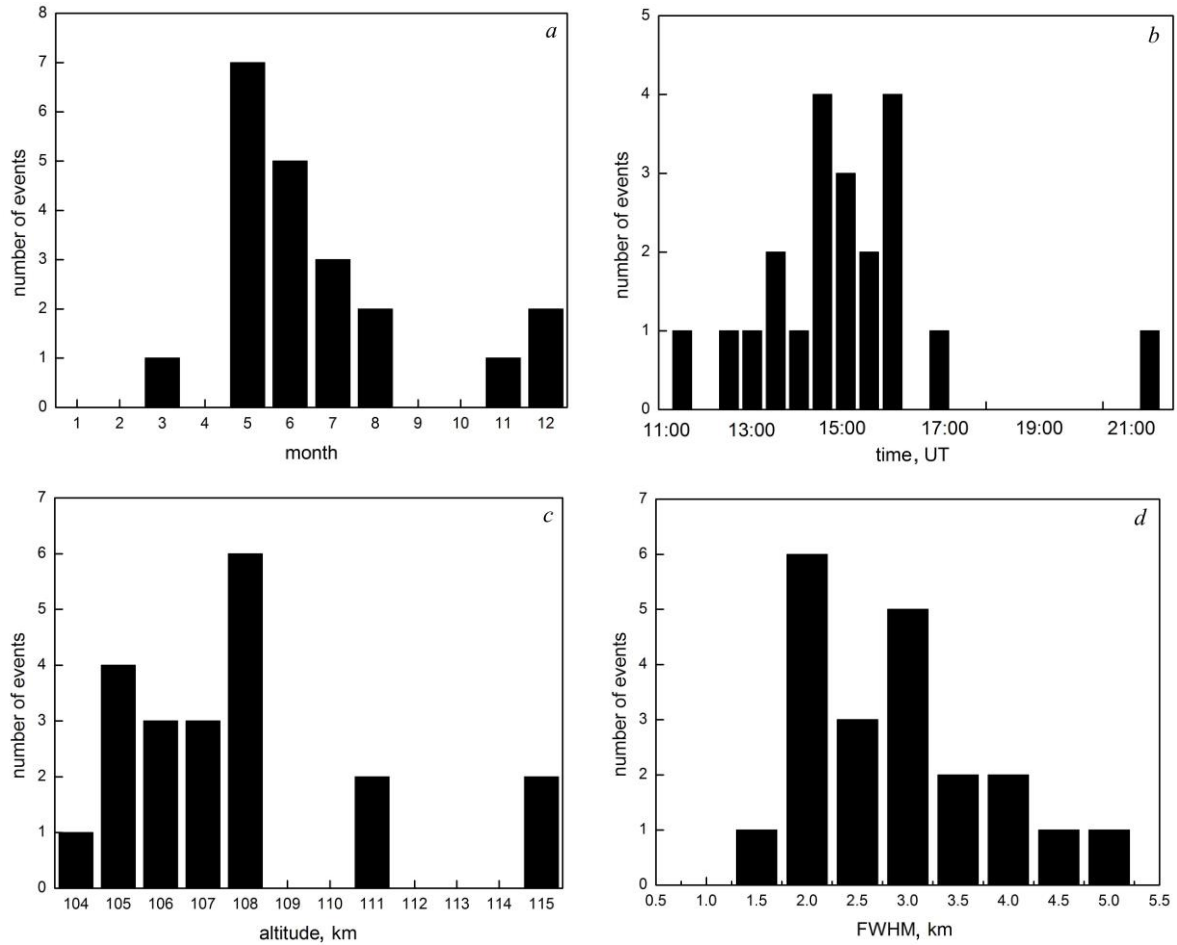 a
8
7
6
5
4
3
2
1
0
number of events
1 2 3 4 5 6 7 8 9 10 11 12
month
b
5
4
3
2
1
0
number of events
11:00 13:00 15:00 17:00 19:00 21:00
time, UT
c
7
6
5
4
3
2
1
0
number of events
104 105 106 107 108 109 110 111 112 113 114 115
altitude, km
d
7
6
5
4
3
2
1
0
number of events
0.5 1.0 1.5 2.0 2.5 3.0 3.5 4.0 4.5 5.0 5.5
FWHM, km